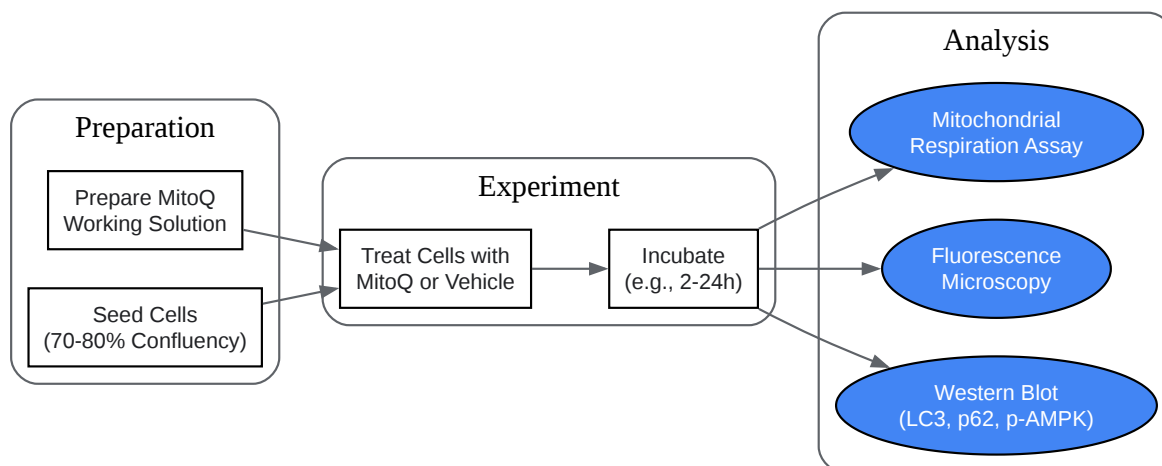 Preparation
Prepare MitoQ
Working Solution
Seed Cells
(70-80% Confluency)
Experiment
Treat Cells with
MitoQ or Vehicle
Incubate
(e.g., 2-24h)
Analysis
Mitochondrial
Respiration Assay
Fluorescence
Microscopy
Western Blot
(LC3, p62, p-AMPK)